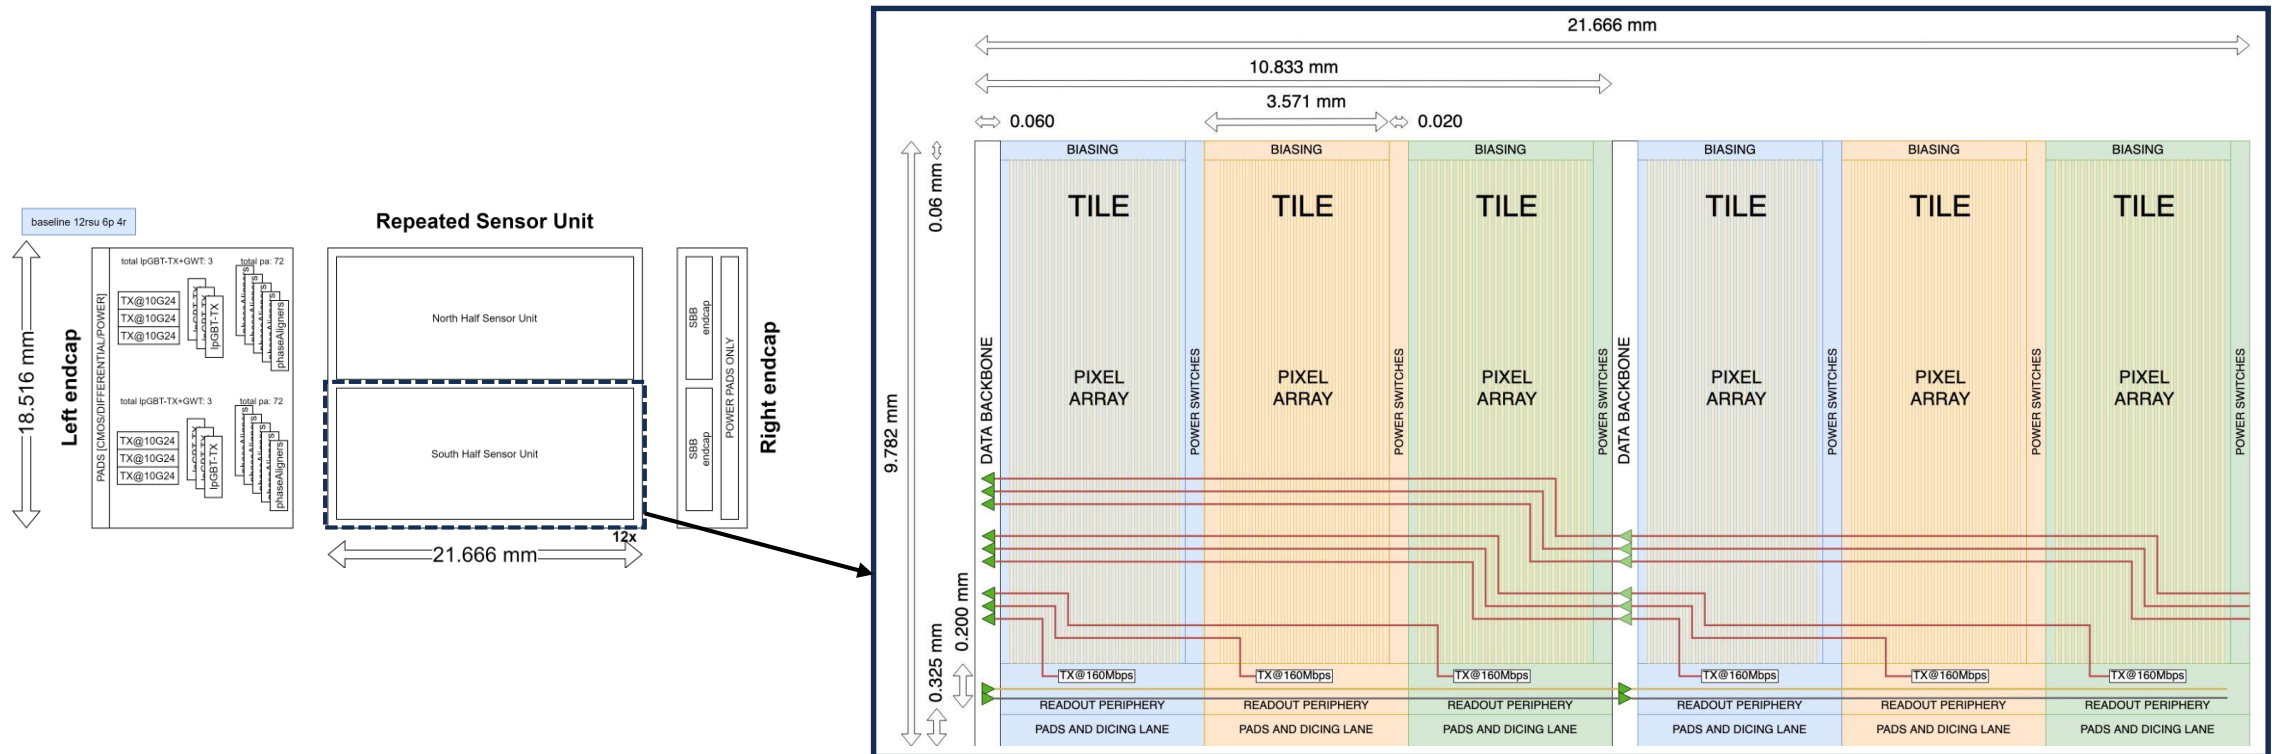 baseline 12rsu 6p 4r
18.516 mm
Left endcap
PADS [CMOS/DIFFERENTIAL/POWER]
total lpGBT-TX+GWT: 3
total pa: 72
TX@10G24
TX@10G24
TX@10G24
lpGBT-TX
phaseAligners
total lpGBT-TX+GWT: 3
total pa: 72
TX@10G24
TX@10G24
TX@10G24
lpGBT-TX
phaseAligners
Repeated Sensor Unit
North Half Sensor Unit
South Half Sensor Unit
12x
21.666 mm
SBB
endcap
SBB
endcap
POWER PADS ONLY
Right endcap
21.666 mm
10.833 mm
3.571 mm
0.060
0.020
9.782 mm
0.06 mm
0.200 mm
0.325 mm
DATA BACKBONE
BIASING
TILE
PIXEL
ARRAY
POWER SWITCHES
TX@160Mbps
READOUT PERIPHERY
PADS AND DICING LANE
BIASING
TILE
PIXEL
ARRAY
POWER SWITCHES
TX@160Mbps
READOUT PERIPHERY
PADS AND DICING LANE
BIASING
TILE
PIXEL
ARRAY
POWER SWITCHES
TX@160Mbps
READOUT PERIPHERY
PADS AND DICING LANE
DATA BACKBONE
BIASING
TILE
PIXEL
ARRAY
POWER SWITCHES
TX@160Mbps
READOUT PERIPHERY
PADS AND DICING LANE
BIASING
TILE
PIXEL
ARRAY
POWER SWITCHES
TX@160Mbps
READOUT PERIPHERY
PADS AND DICING LANE
BIASING
TILE
PIXEL
ARRAY
POWER SWITCHES
TX@160Mbps
READOUT PERIPHERY
PADS AND DICING LANE